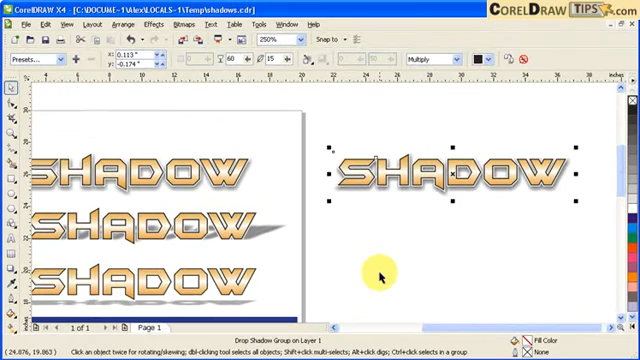 CorelDRAW X4 - [C:\DOCUME~1\Alex\LOCALS~1\Temp\shadows.cdr]
CORELDRAW TIPS.com
File Edit View Layout Arrange Effects Bitmaps Text Table Tools Window Help
250% Snap to
Presets... x: 0.113" y: -0.174" 0 60 15 0 50 Multiply
inches
SHADOW SHADOW
SHADOW
SHADOW
1 of 1 Page 1
Drop Shadow Group on Layer 1
Fill Color
(24.876, 19.863) Click an object twice for rotating/skewing; dbl-clicking tool selects all objects; Shift+click multi-selects; Alt+click digs; Ctrl+click selects in a group
None